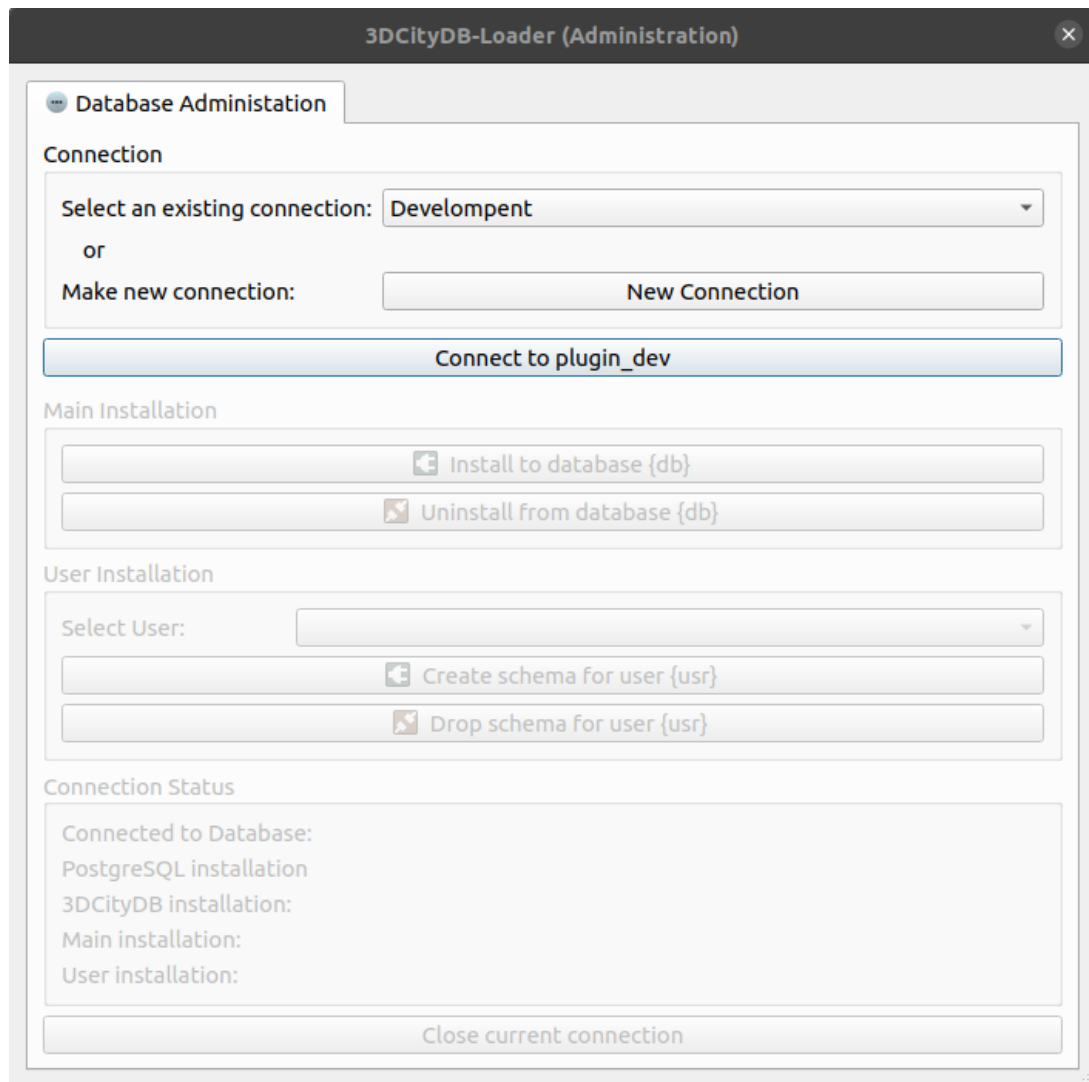 3DCityDB-Loader (Administration)
Database Administation
Connection
Select an existing connection: Develompent
or
Make new connection: New Connection
Connect to plugin_dev
Main Installation
Install to database {db}
Uninstall from database {db}
User Installation
Select User:
Create schema for user {usr}
Drop schema for user {usr}
Connection Status
Connected to Database:
PostgreSQL installation
3DCityDB installation:
Main installation:
User installation:
Close current connection